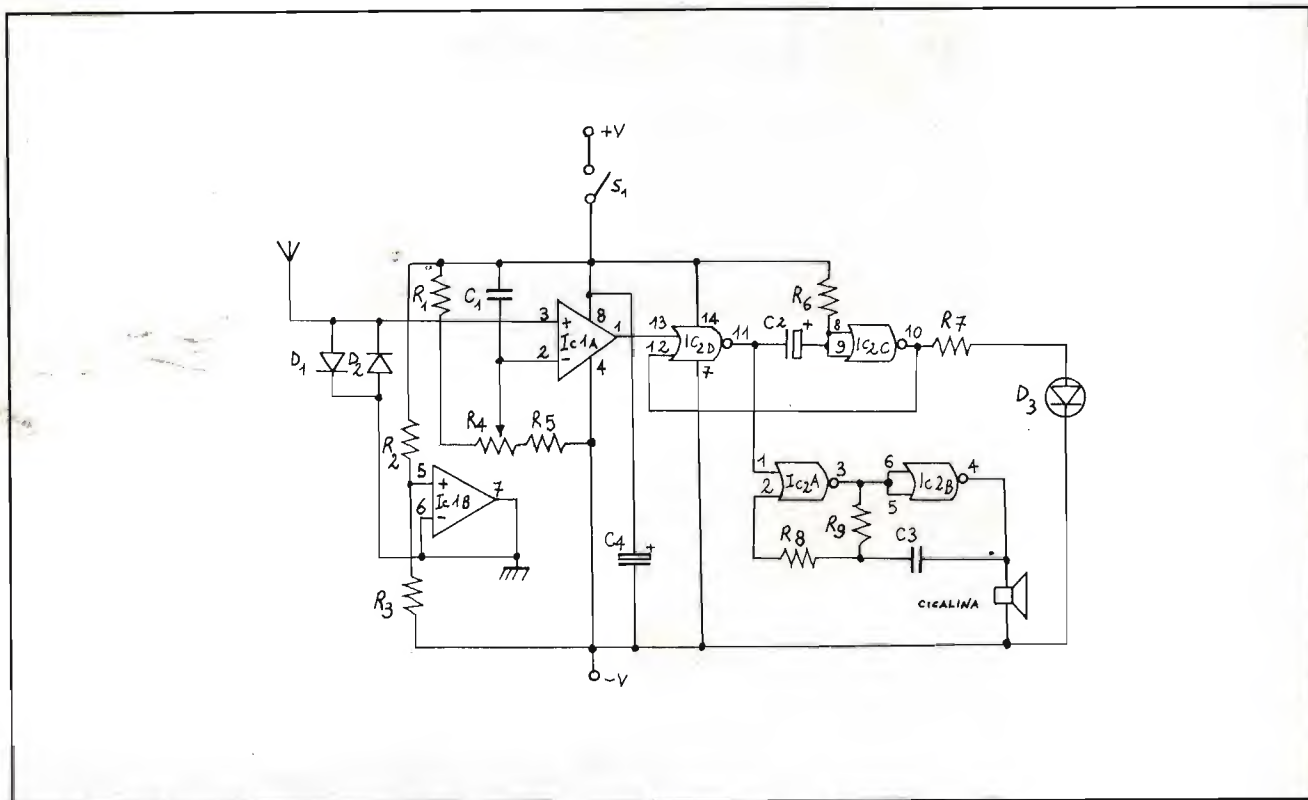 +V
S1
R1
C1
R6
8
3
+
Ic1A
1
2
-
4
13
12
14
IC2D
11
7
C2
+
8
9
IC2C
10
R7
D1
D2
D3
R4
R5
R2
5
+
6
-
Ic1B
7
R3
C4
+
1
2
Ic2A
3
6
5
Ic2B
4
R9
R8
C3
CICALINA
-V